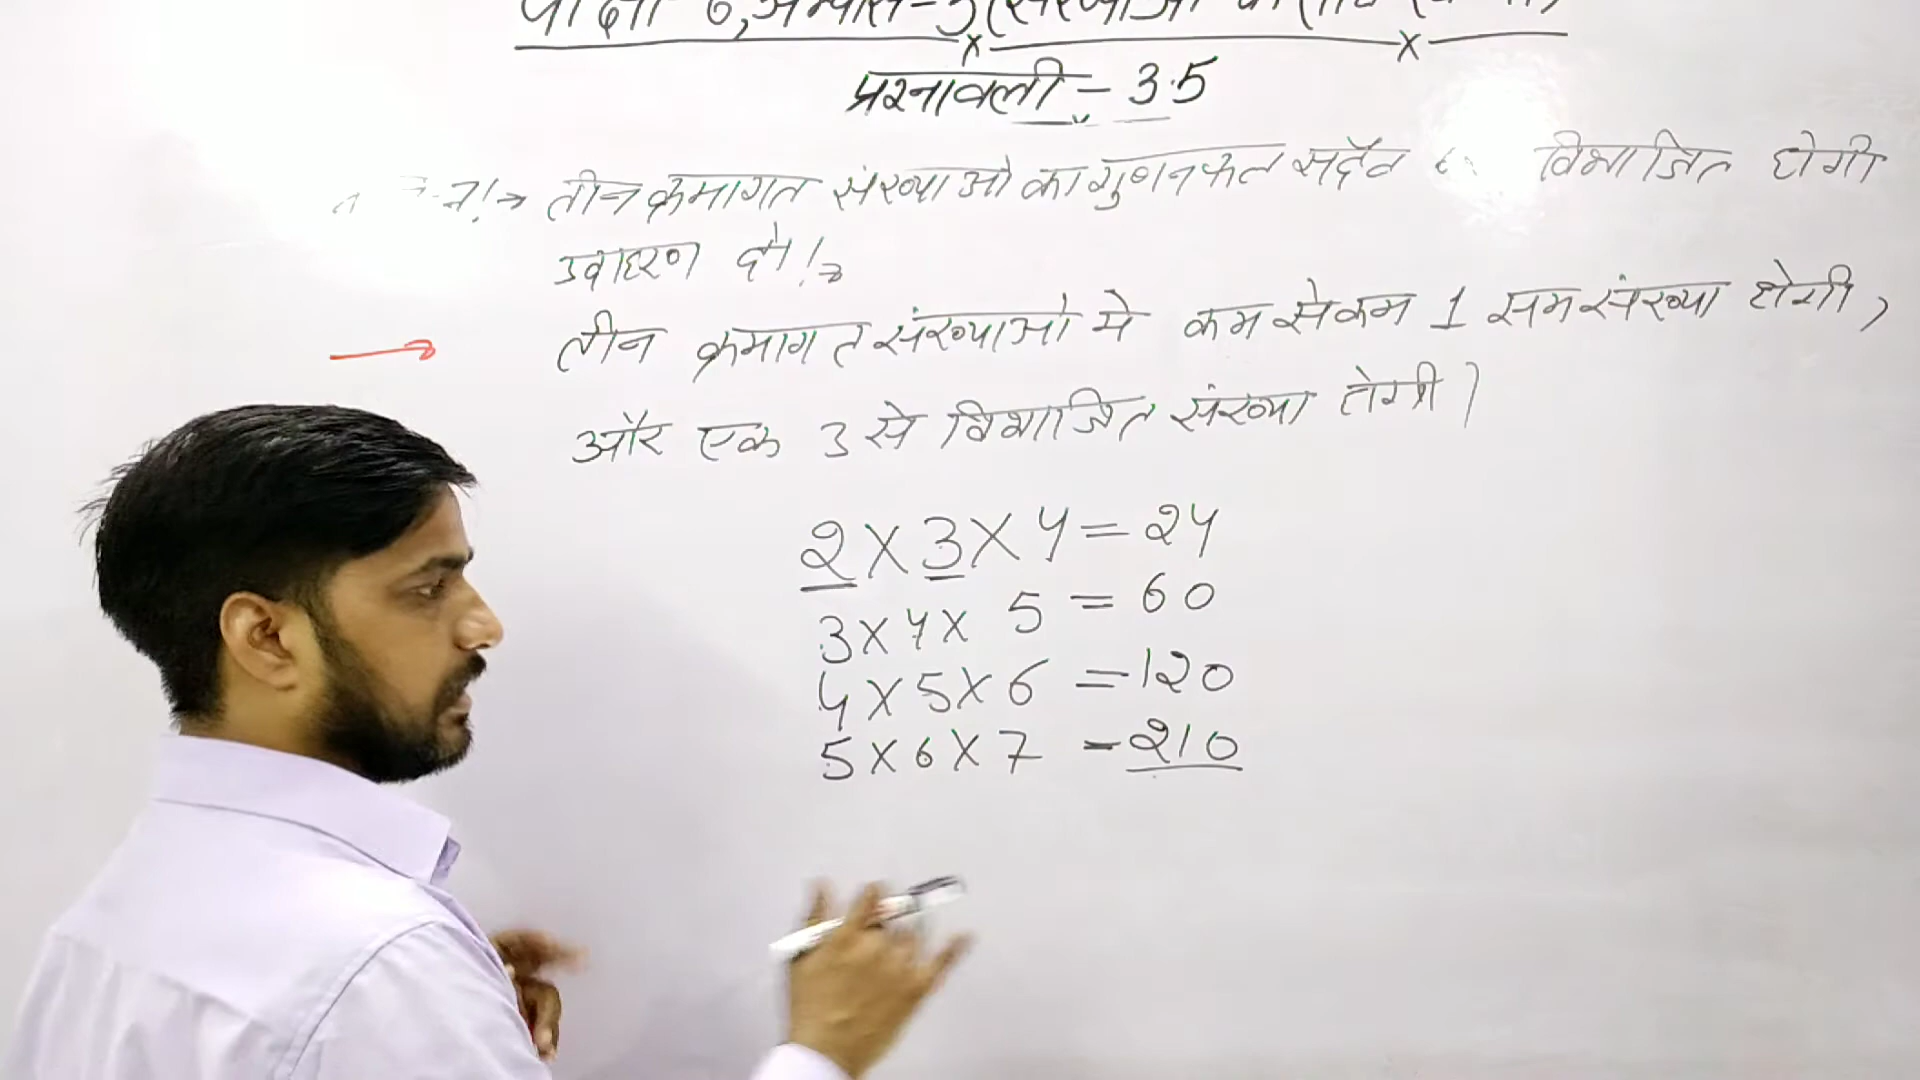 प्रश्नावली - 3.5
तीन क्रमागत संख्याओ का गुणनफल सदैव विभाजित होगी
उदाहरण दो!→
तीन क्रमागत संख्याओ मे कम से कम 1 सम संख्या होगी,
और एक 3 से विभाजित संख्या होगी।
2 X 3 X 4 = 24
3 X 4 X 5 = 60
4 X 5 X 6 = 120
5 X 6 X 7 - 210